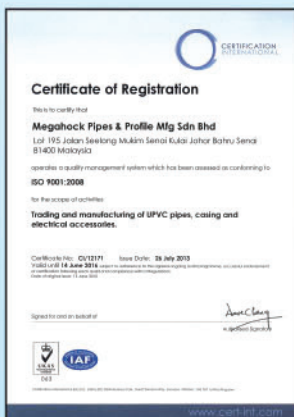 CERTIFICATION
INTERNATIONAL
Certificate of Registration
This is to certify that
Megahock Pipes & Profile Mfg Sdn Bhd
Lot 195 Jalan Seelong Mukim Senai Kulai Johor Bahru Senai
81400 Malaysia
operates a quality management system which has been assessed as conforming to
ISO 9001:2008
for the scope of activities
Trading and manufacturing of UPVC pipes, casing and
electrical accessories.
Certificate No: CI/12171 Issue Date: 26 July 2013
Valid until 14 June 2016
Signed for and on behalf of
UKAS
IAF
063
www.cert-int.com